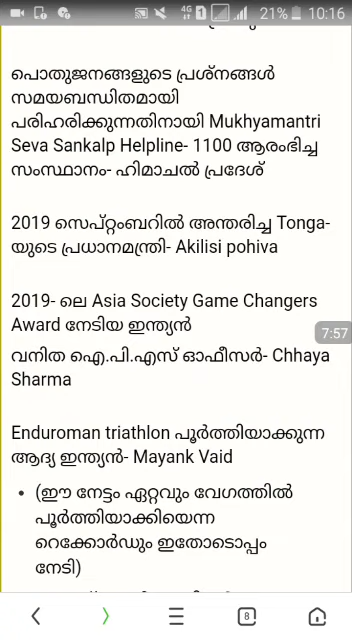 4G 1 21% 10:16
പൊതുജനങ്ങളുടെ പ്രശ്നങ്ങൾ
സമയബന്ധിതമായി
പരിഹരിക്കുന്നതിനായി Mukhyamantri
Seva Sankalp Helpline- 1100 ആരംഭിച്ച
സംസ്ഥാനം- ഹിമാചൽ പ്രദേശ്
2019 സെപ്റ്റംബറിൽ അന്തരിച്ച Tonga-
യുടെ പ്രധാനമന്ത്രി- Akilisi pohiva
2019- ലെ Asia Society Game Changers
Award നേടിയ ഇന്ത്യൻ
7:57
വനിത ഐ.പി.എസ് ഓഫീസർ- Chhaya
Sharma
Enduroman triathlon പൂർത്തിയാക്കുന്ന
ആദ്യ ഇന്ത്യൻ- Mayank Vaid
• (ഈ നേട്ടം ഏറ്റവും വേഗത്തിൽ
പൂർത്തിയാക്കിയെന്ന
റെക്കോർഡും ഇതോടൊപ്പം
നേടി)
8